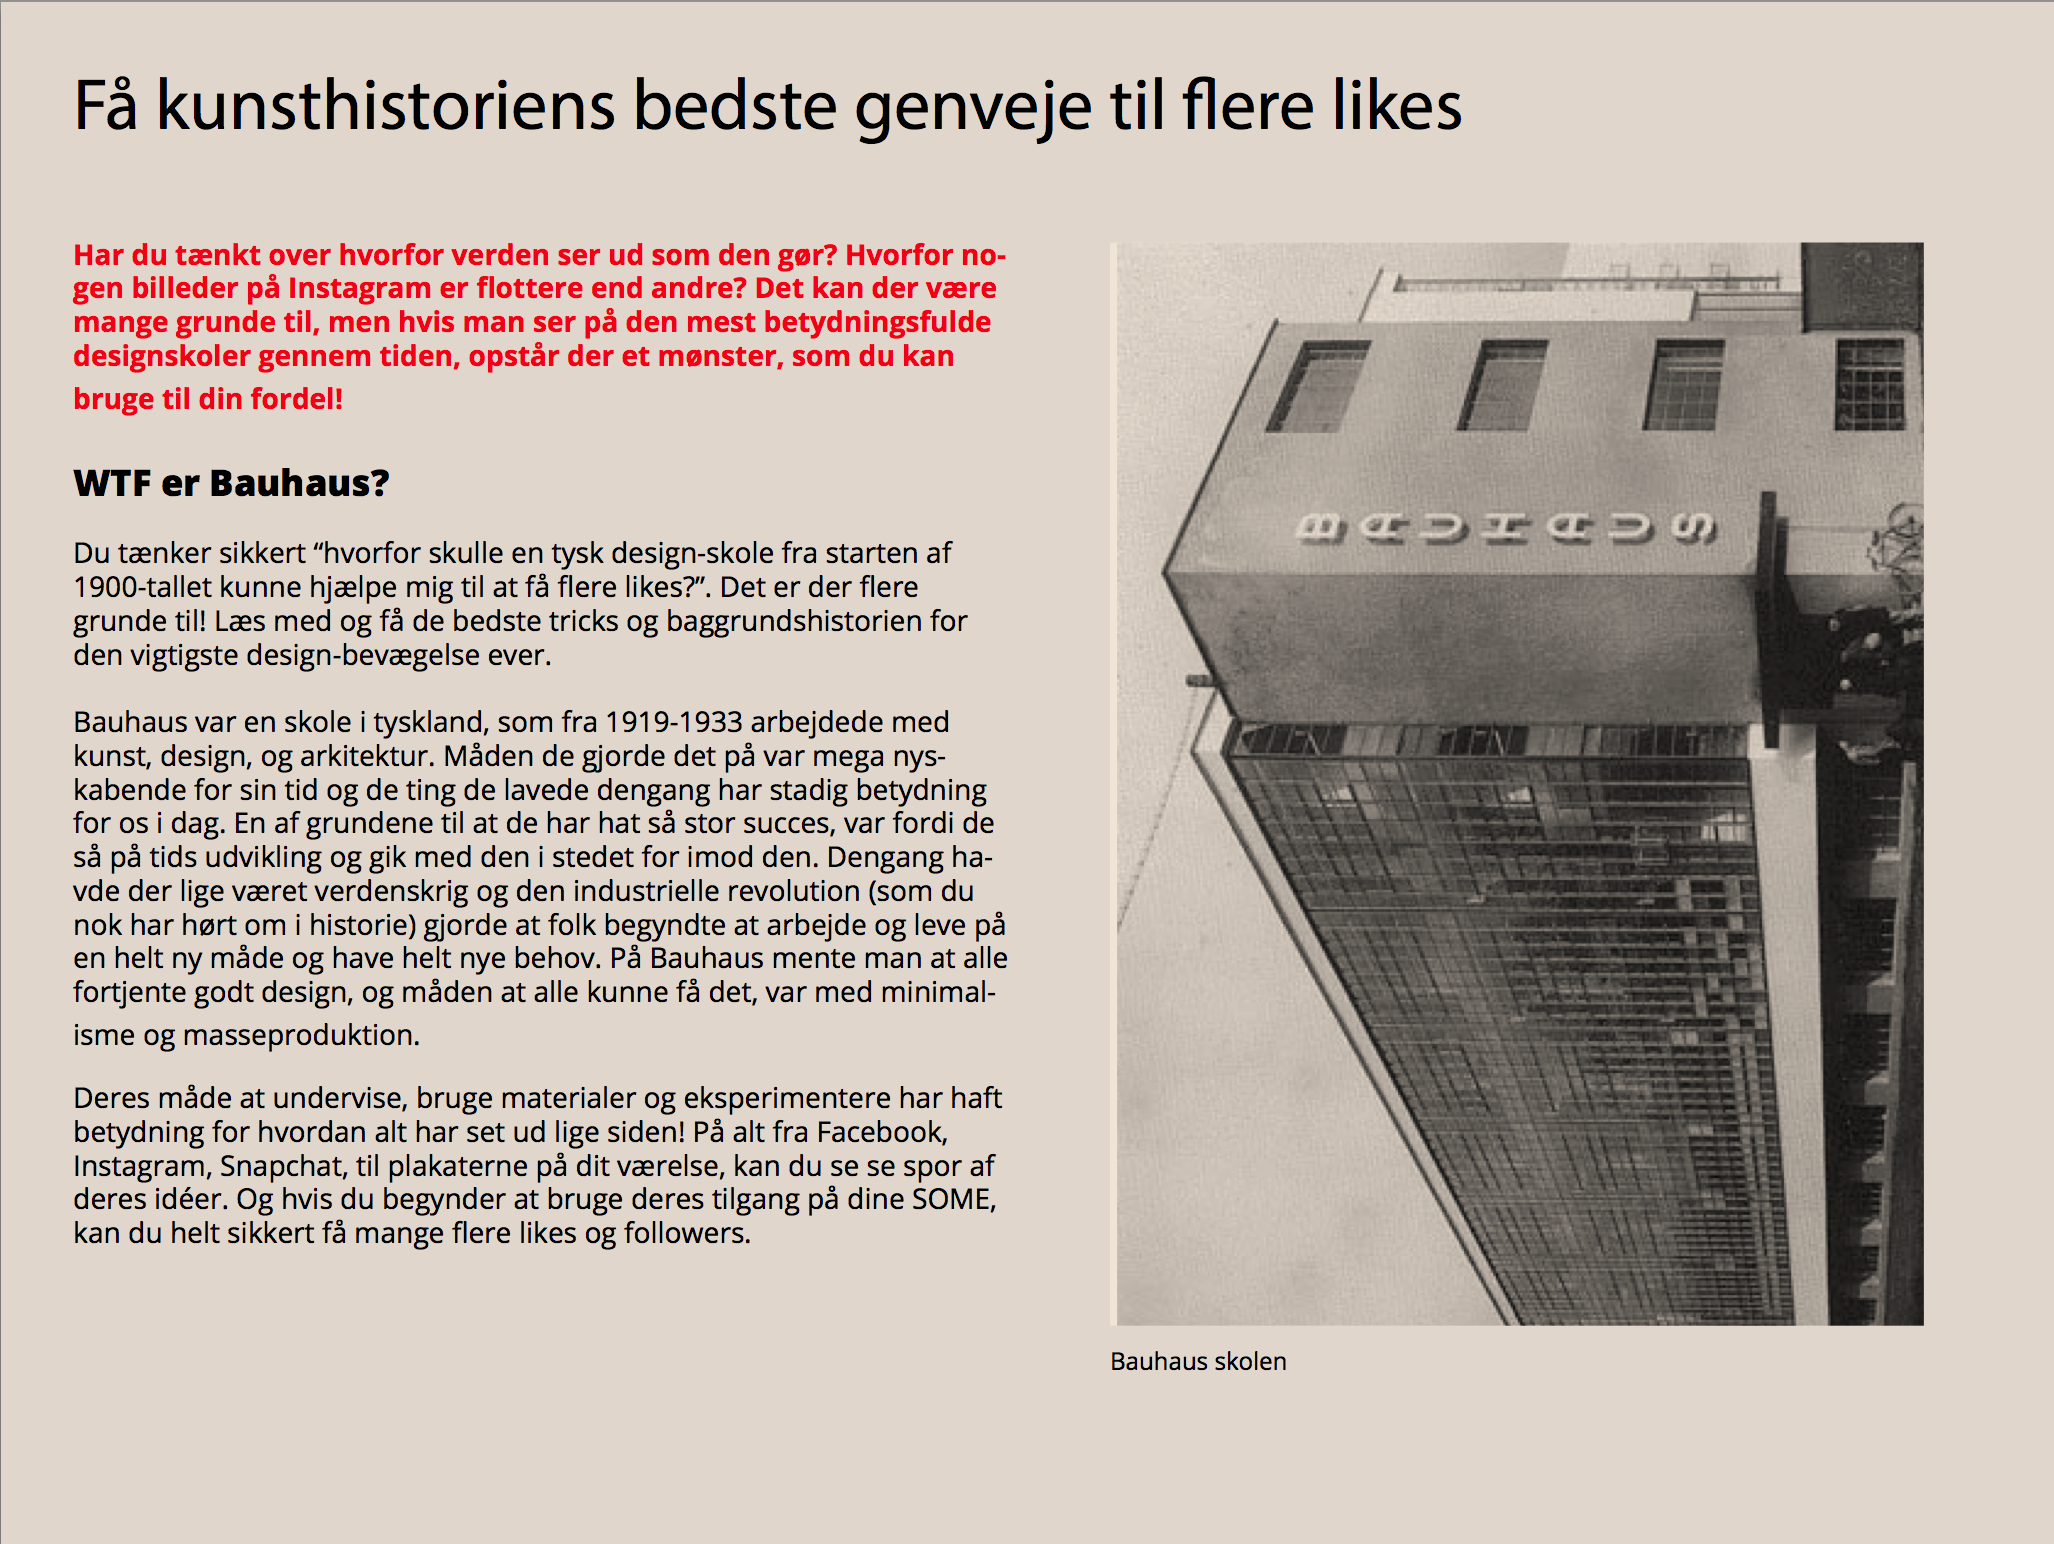 Få kunsthistoriens bedste genveje til flere likes
Har du tænkt over hvorfor verden ser ud som den gør? Hvorfor no-
gen billeder på Instagram er flottere end andre? Det kan der være
mange grunde til, men hvis man ser på den mest betydningsfulde
designskoler gennem tiden, opstår der et mønster, som du kan
bruge til din fordel!
WTF er Bauhaus?
Du tænker sikkert “hvorfor skulle en tysk design-skole fra starten af
1900-tallet kunne hjælpe mig til at få flere likes?”. Det er der flere
grunde til! Læs med og få de bedste tricks og baggrundshistorien for
den vigtigste design-bevægelse ever.
Bauhaus var en skole i tyskland, som fra 1919-1933 arbejdede med
kunst, design, og arkitektur. Måden de gjorde det på var mega nys-
kabende for sin tid og de ting de lavede dengang har stadig betydning
for os i dag. En af grundene til at de har hat så stor succes, var fordi de
så på tids udvikling og gik med den i stedet for imod den. Dengang ha-
vde der lige været verdenskrig og den industrielle revolution (som du
nok har hørt om i historie) gjorde at folk begyndte at arbejde og leve på
en helt ny måde og have helt nye behov. På Bauhaus mente man at alle
fortjente godt design, og måden at alle kunne få det, var med minimal-
isme og masseproduktion.
Deres måde at undervise, bruge materialer og eksperimentere har haft
betydning for hvordan alt har set ud lige siden! På alt fra Facebook,
Instagram, Snapchat, til plakaterne på dit værelse, kan du se se spor af
deres idéer. Og hvis du begynder at bruge deres tilgang på dine SOME,
kan du helt sikkert få mange flere likes og followers.
BAUHAUS
Bauhaus skolen